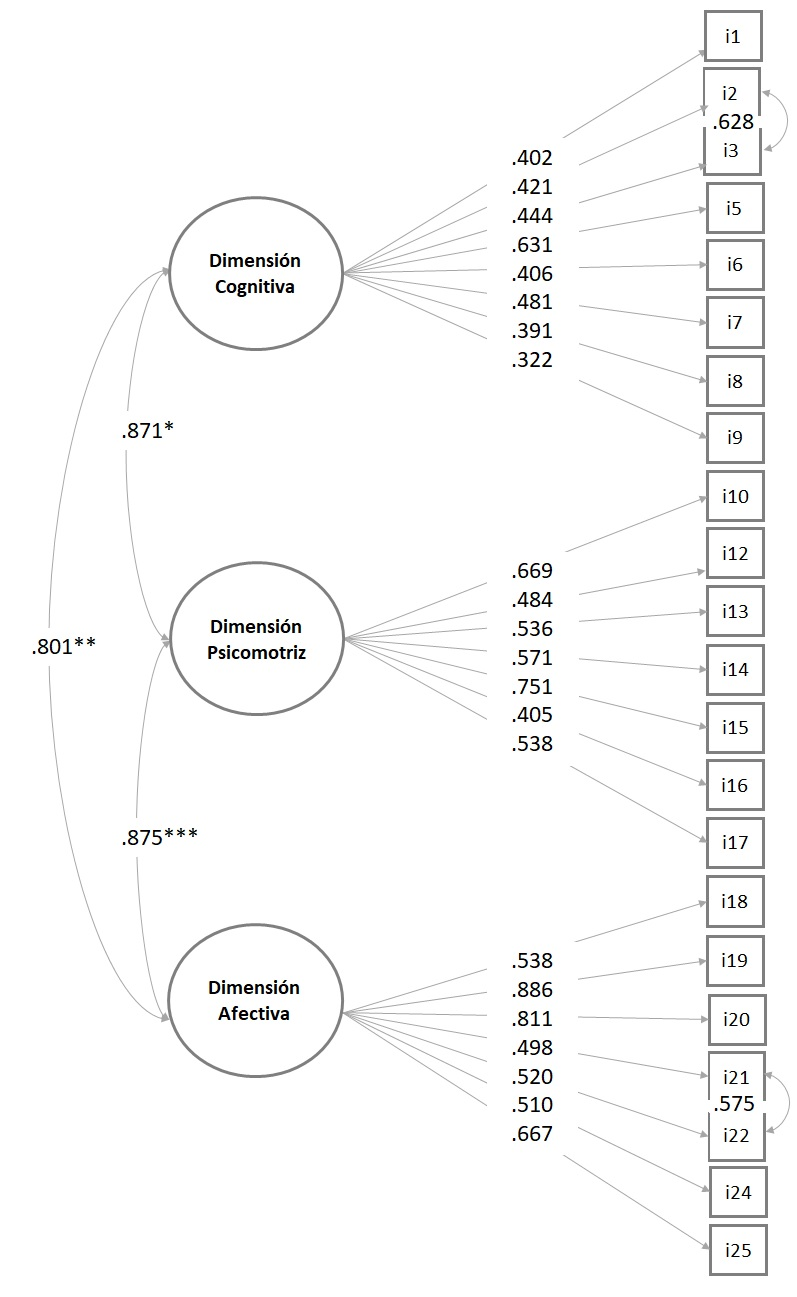 i1
i2
.628
i3
.402
.421
.444
.631
.406
.481
.391
.322
i5
i6
i7
i8
i9
Dimensión
Cognitiva
.871*
i10
i12
i13
i14
i15
i16
i17
.669
.484
.536
.571
.751
.405
.538
Dimensión
Psicomotriz
.801**
.875***
i18
i19
i20
i21
.575
i22
i24
i25
.538
.886
.811
.498
.520
.510
.667
Dimensión
Afectiva